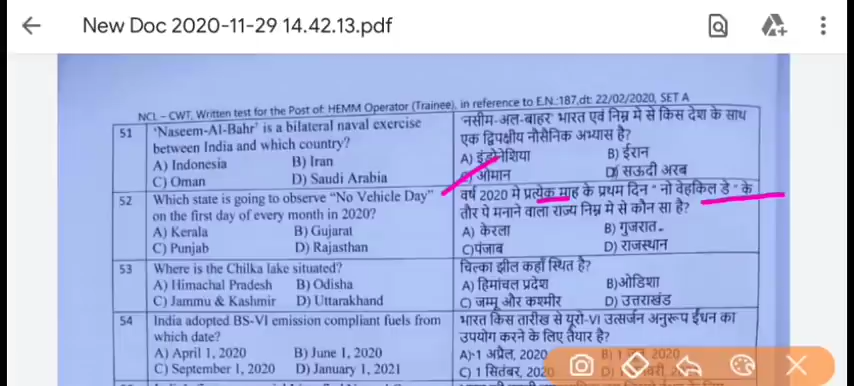 New Doc 2020-11-29 14.42.13.pdf
NCL – CWT, Written test for the Post of: HEMM Operator (Trainee), in reference to E.N.:187,dt: 22/02/2020, SET A
51 'Naseem-Al-Bahr' is a bilateral naval exercise
between India and which country?
A) Indonesia B) Iran
C) Oman D) Saudi Arabia
'नसीम-अल-बाहर' भारत एवं निम्न मे से किस देश के साथ
एक द्विपक्षीय नौसैनिक अभ्यास है?
A) इंडोनेशिया B) ईरान
ओमान D) सऊदी अरब
52 Which state is going to observe "No Vehicle Day"
on the first day of every month in 2020?
A) Kerala B) Gujarat
C) Punjab D) Rajasthan
वर्ष 2020 मे प्रत्येक माह के प्रथम दिन " नो वेहकिल डे " के
तौर पे मनाने वाला राज्य निम्न मे से कौन सा है?
A) केरला B) गुजरात
C)पंजाब D) राजस्थान
53 Where is the Chilka lake situated?
A) Himachal Pradesh B) Odisha
C) Jammu & Kashmir D) Uttarakhand
चिल्का झील कहाँ स्थित है?
A) हिमांचल प्रदेश B)ओडिशा
C) जम्मू और कश्मीर D) उत्तराखंड
54 India adopted BS-VI emission compliant fuels from
which date?
A) April 1, 2020 B) June 1, 2020
C) September 1, 2020 D) January 1, 2021
भारत किस तारीख से यूरो-VI उत्सर्जन अनुरूप ईंधन का
उपयोग करने के लिए तैयार है?
A)-1 अप्रैल, 2020 B) 1 2020
C) 1 सितंबर, 2020 D)